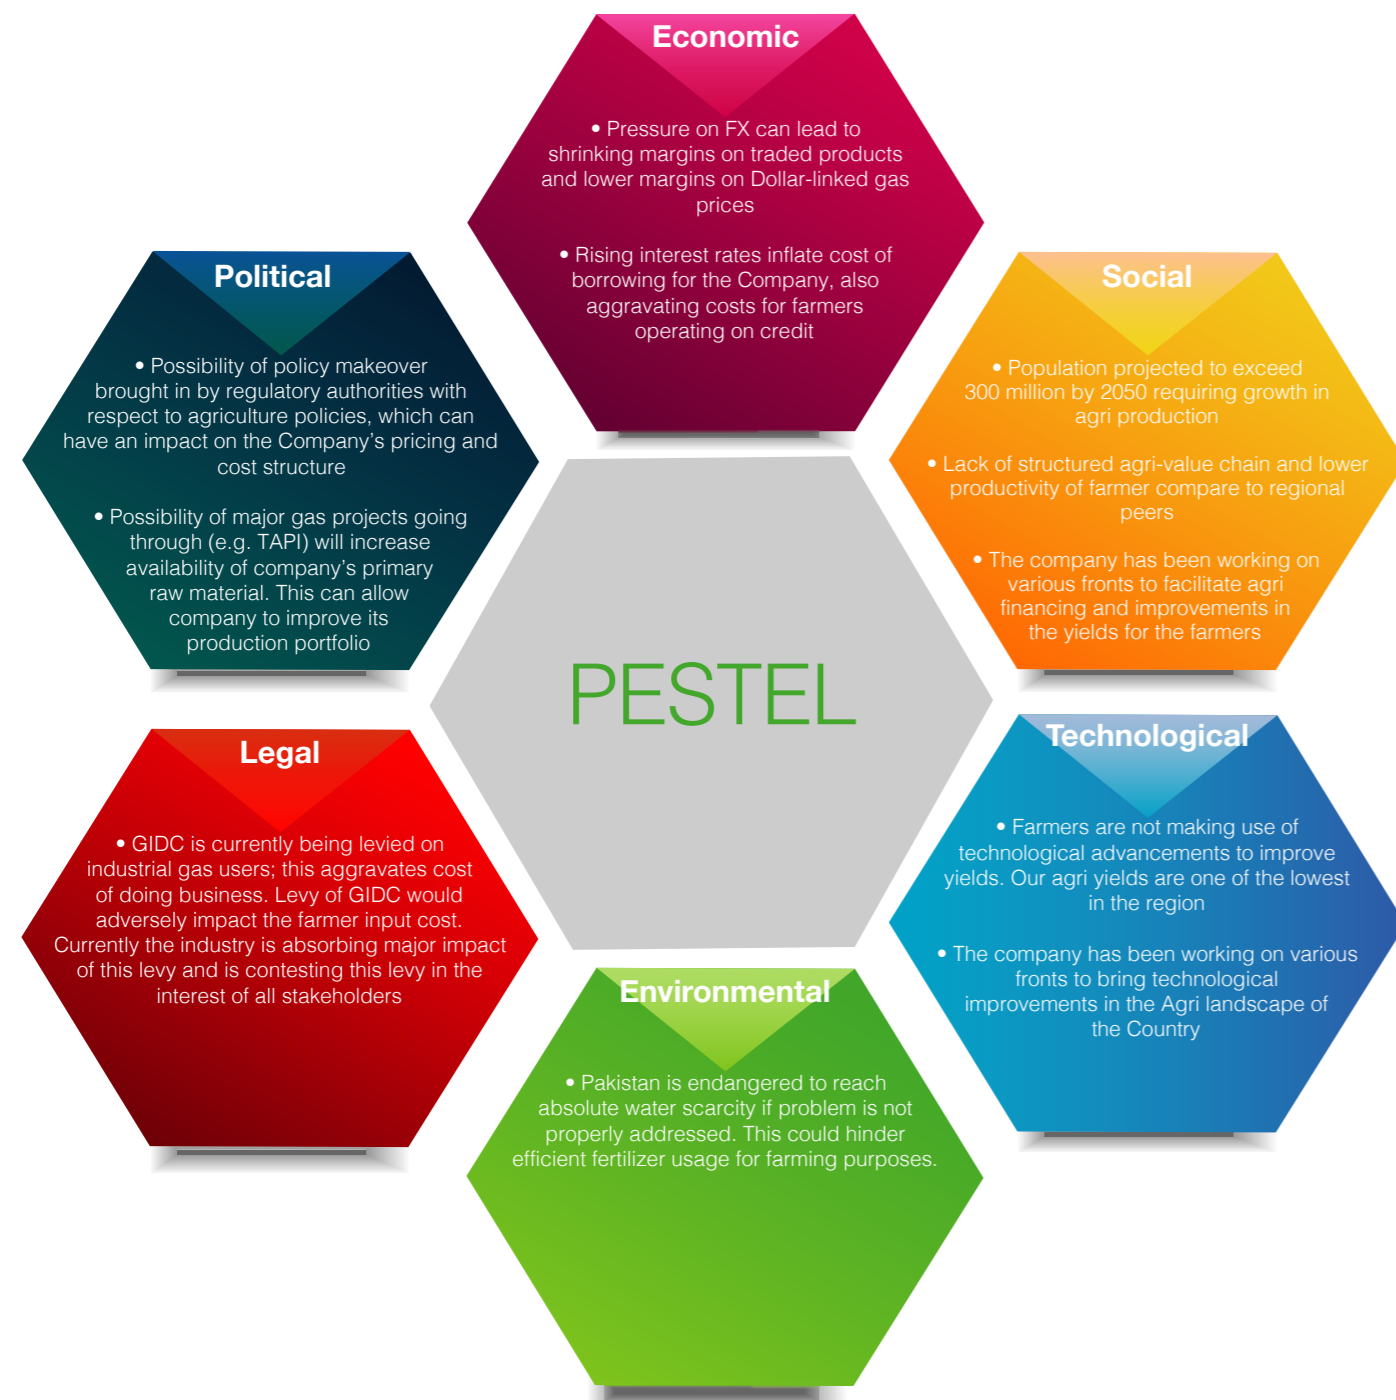 Economic
• Pressure on FX can lead to
shrinking margins on traded products
and lower margins on Dollar-linked gas
prices
• Rising interest rates inflate cost of
borrowing for the Company, also
aggravating costs for farmers
operating on credit
Political
• Possibility of policy makeover
brought in by regulatory authorities with
respect to agriculture policies, which can
have an impact on the Company's pricing and
cost structure
• Possibility of major gas projects going
through (e.g. TAPI) will increase
availability of company's primary
raw material. This can allow
company to improve its
production portfolio
Social
• Population projected to exceed
300 million by 2050 requiring growth in
agri production
• Lack of structured agri-value chain and lower
productivity of farmer compare to regional
peers
• The company has been working on
various fronts to facilitate agri
financing and improvements in
the yields for the farmers
PESTEL
Legal
• GIDC is currently being levied on
industrial gas users; this aggravates cost
of doing business. Levy of GIDC would
adversely impact the farmer input cost.
Currently the industry is absorbing major impact
of this levy and is contesting this levy in the
interest of all stakeholders
Technological
• Farmers are not making use of
technological advancements to improve
yields. Our agri yields are one of the lowest
in the region
• The company has been working on various
fronts to bring technological
improvements in the Agri landscape of
the Country
Environmental
• Pakistan is endangered to reach
absolute water scarcity if problem is not
properly addressed. This could hinder
efficient fertilizer usage for farming purposes.